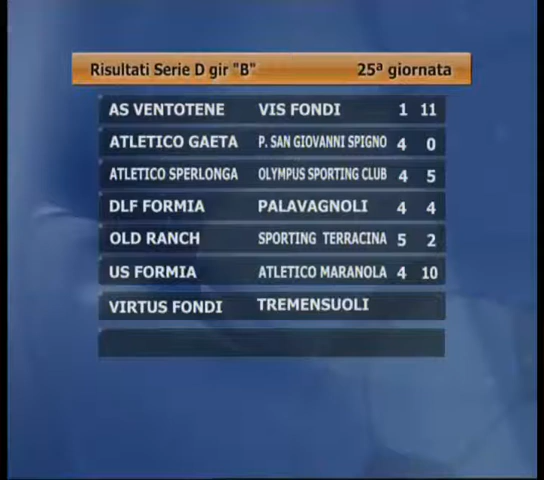 Risultati Serie D gir "B" 25ª giornata
AS VENTOTENE VIS FONDI 1 11
ATLETICO GAETA P. SAN GIOVANNI SPIGNO 4 0
ATLETICO SPERLONGA OLYMPUS SPORTING CLUB 4 5
DLF FORMIA PALAVAGNOLI 4 4
OLD RANCH SPORTING TERRACINA 5 2
US FORMIA ATLETICO MARANOLA 4 10
VIRTUS FONDI TREMENSUOLI